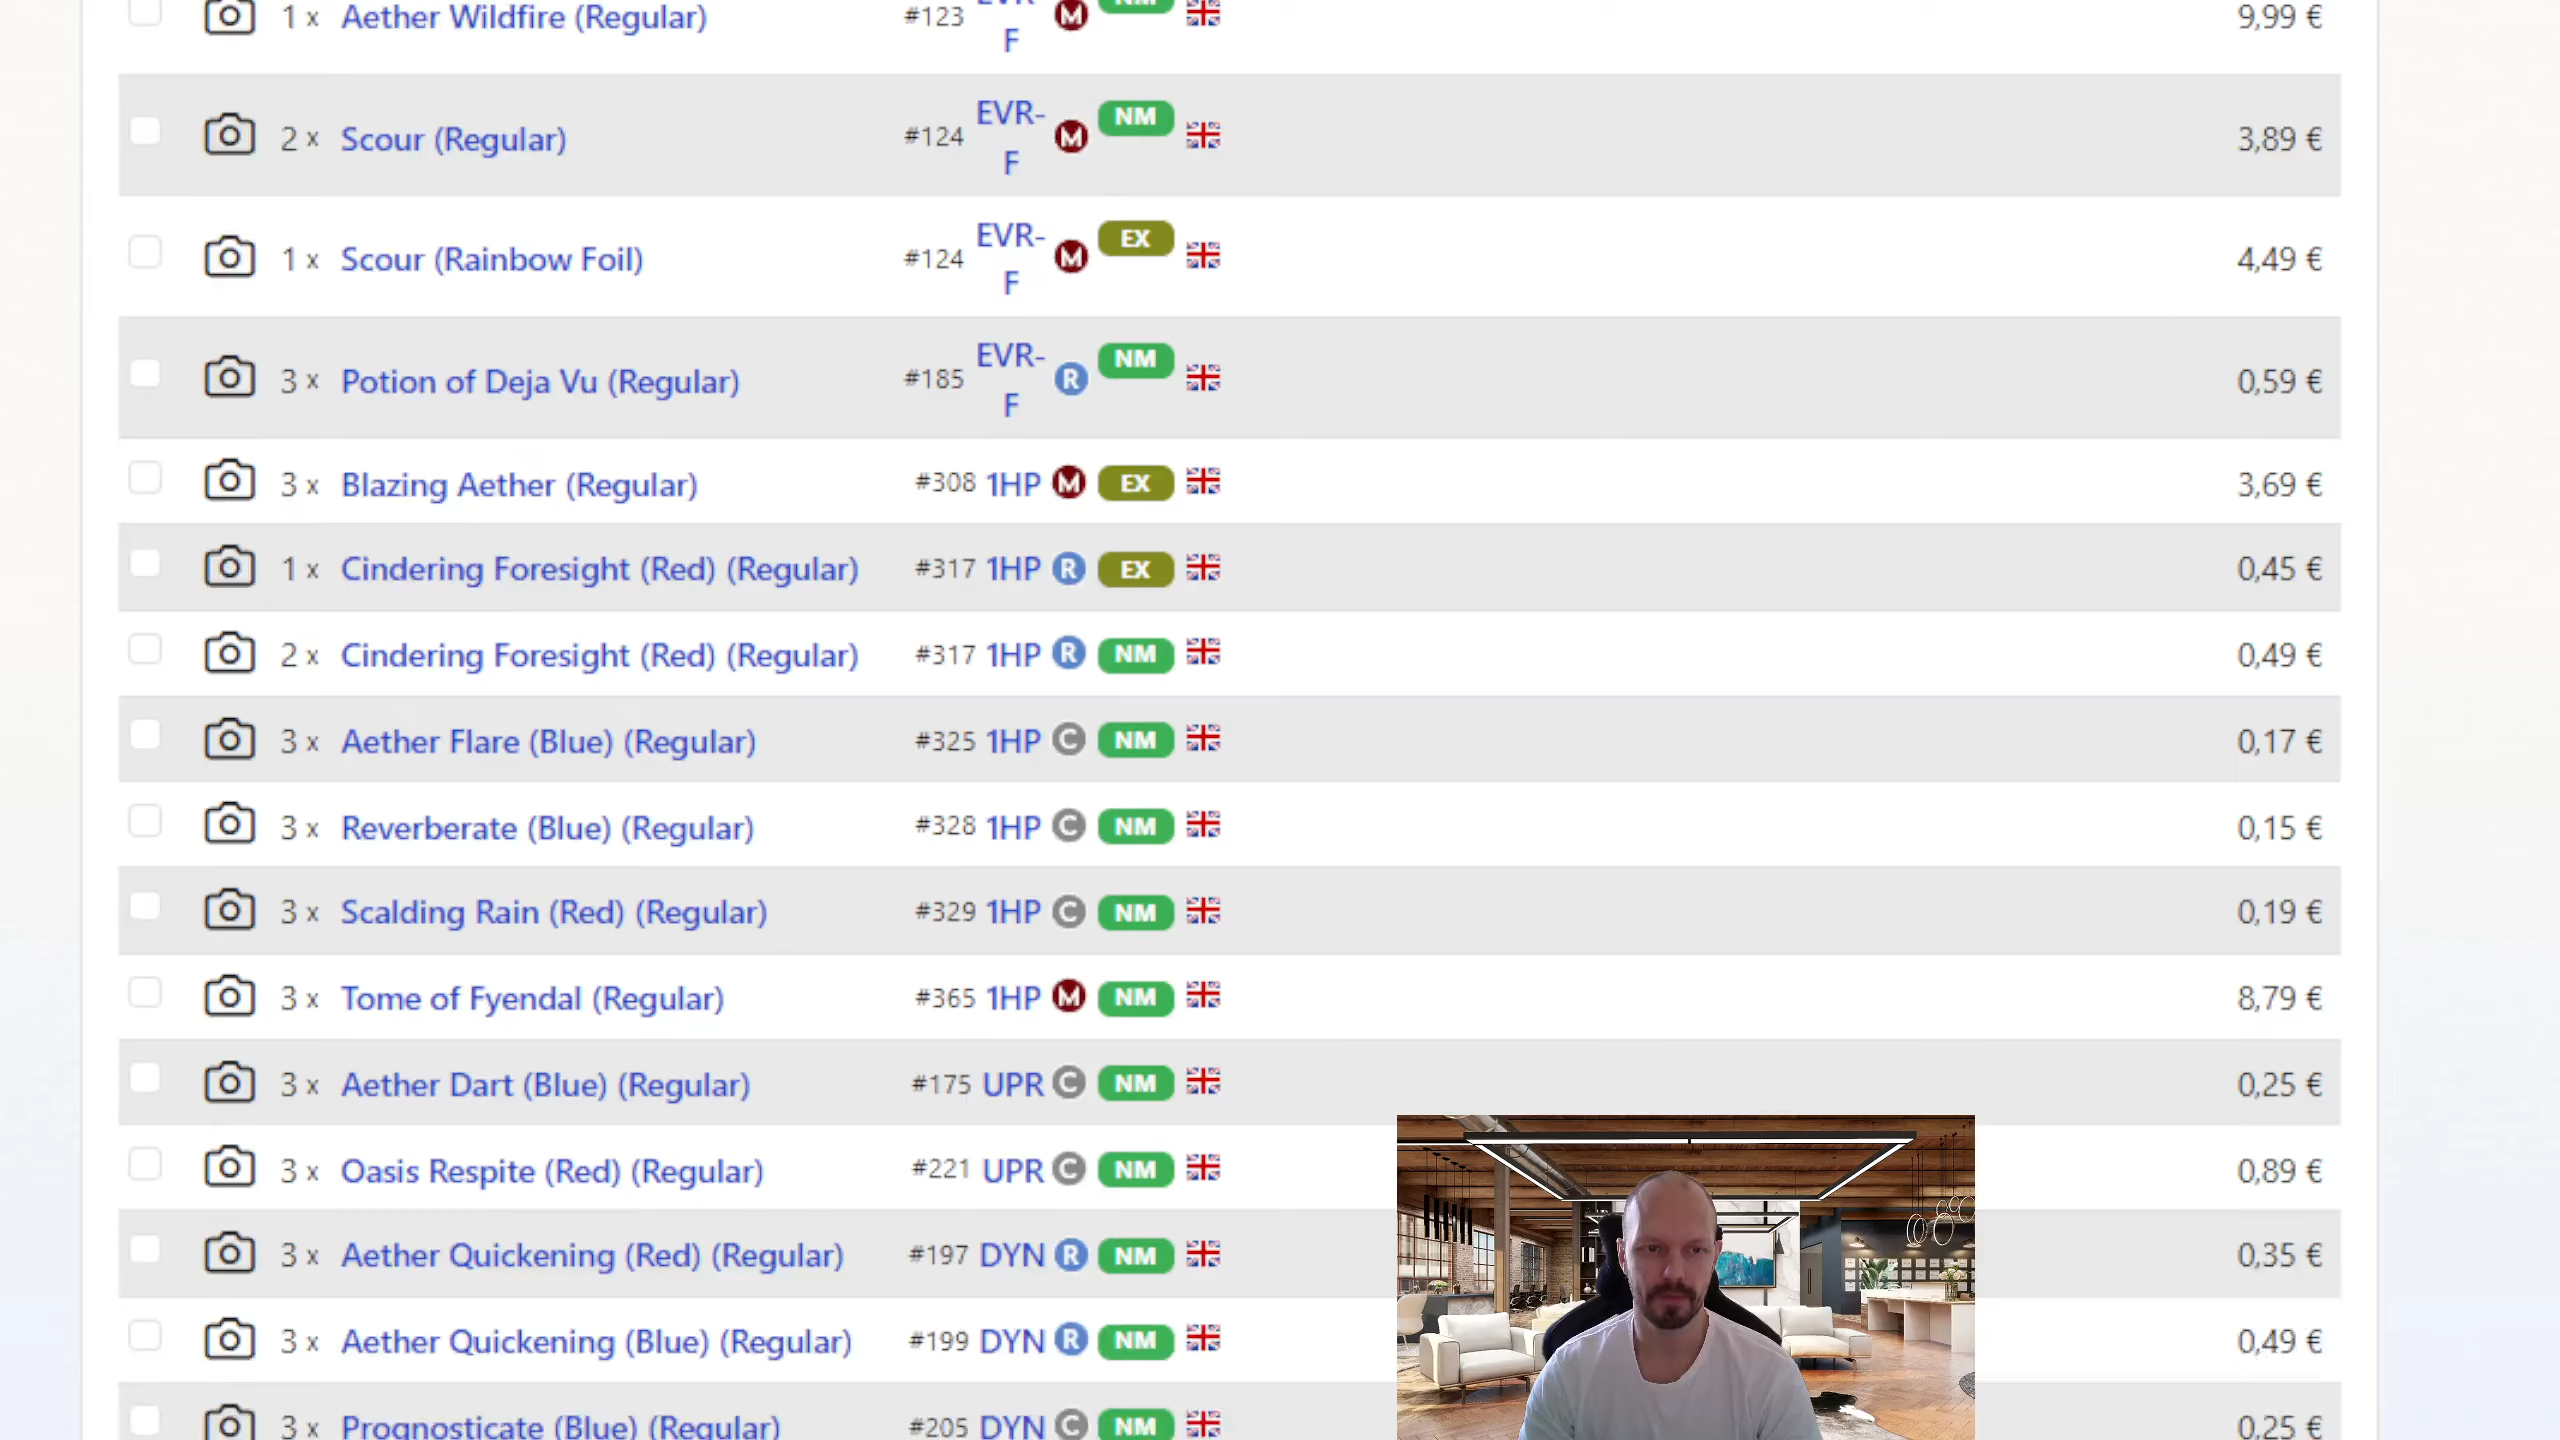 1 x Aether Wildfire (Regular) #123 EVR-F M NM 9,99 €
2 x Scour (Regular) #124 EVR-F M NM 3,89 €
1 x Scour (Rainbow Foil) #124 EVR-F M EX 4,49 €
3 x Potion of Deja Vu (Regular) #185 EVR-F R NM 0,59 €
3 x Blazing Aether (Regular) #308 1HP M EX 3,69 €
1 x Cindering Foresight (Red) (Regular) #317 1HP R EX 0,45 €
2 x Cindering Foresight (Red) (Regular) #317 1HP R NM 0,49 €
3 x Aether Flare (Blue) (Regular) #325 1HP C NM 0,17 €
3 x Reverberate (Blue) (Regular) #328 1HP C NM 0,15 €
3 x Scalding Rain (Red) (Regular) #329 1HP C NM 0,19 €
3 x Tome of Fyendal (Regular) #365 1HP M NM 8,79 €
3 x Aether Dart (Blue) (Regular) #175 UPR C NM 0,25 €
3 x Oasis Respite (Red) (Regular) #221 UPR C NM 0,89 €
3 x Aether Quickening (Red) (Regular) #197 DYN R NM 0,35 €
3 x Aether Quickening (Blue) (Regular) #199 DYN R NM 0,49 €
3 x Prognosticate (Blue) (Regular) #205 DYN C NM 0,25 €